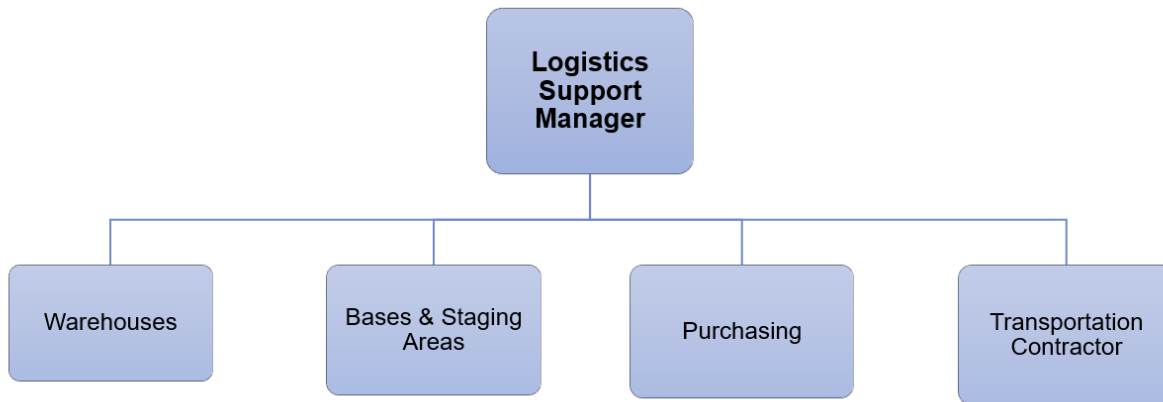 Logistics
Support
Manager
Warehouses
Bases & Staging
Areas
Purchasing
Transportation
Contractor